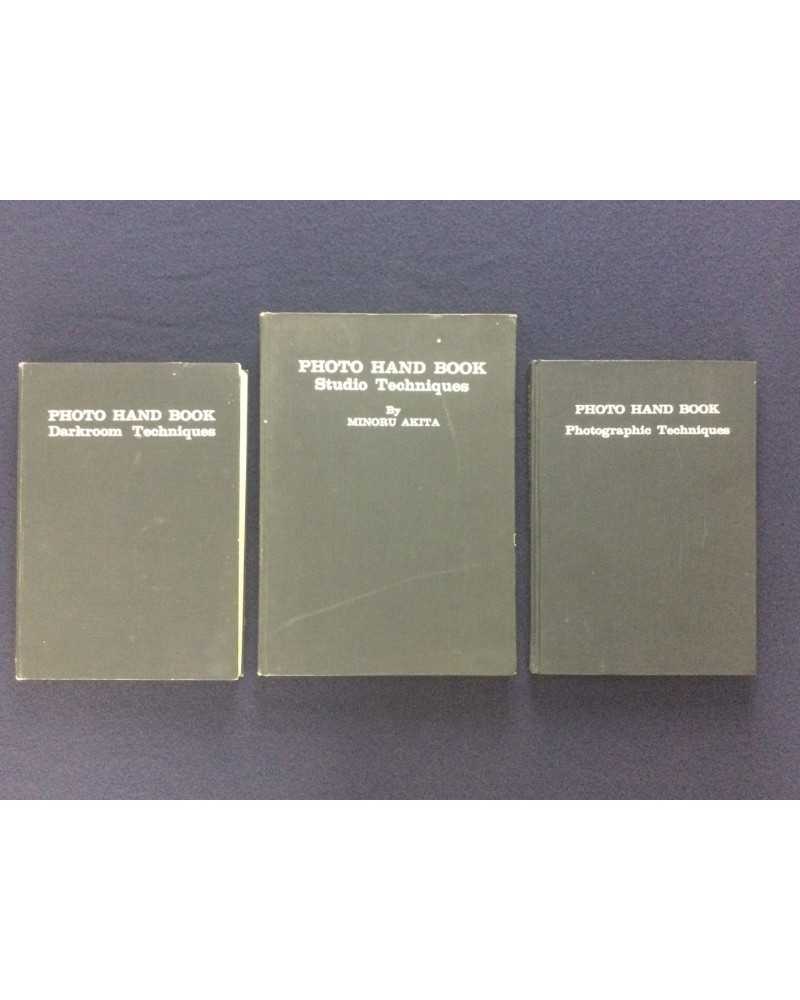 PHOTO HAND BOOK
Darkroom Techniques
PHOTO HAND BOOK
Studio Techniques
By
MINORU AKITA
PHOTO HAND BOOK
Photographic Techniques